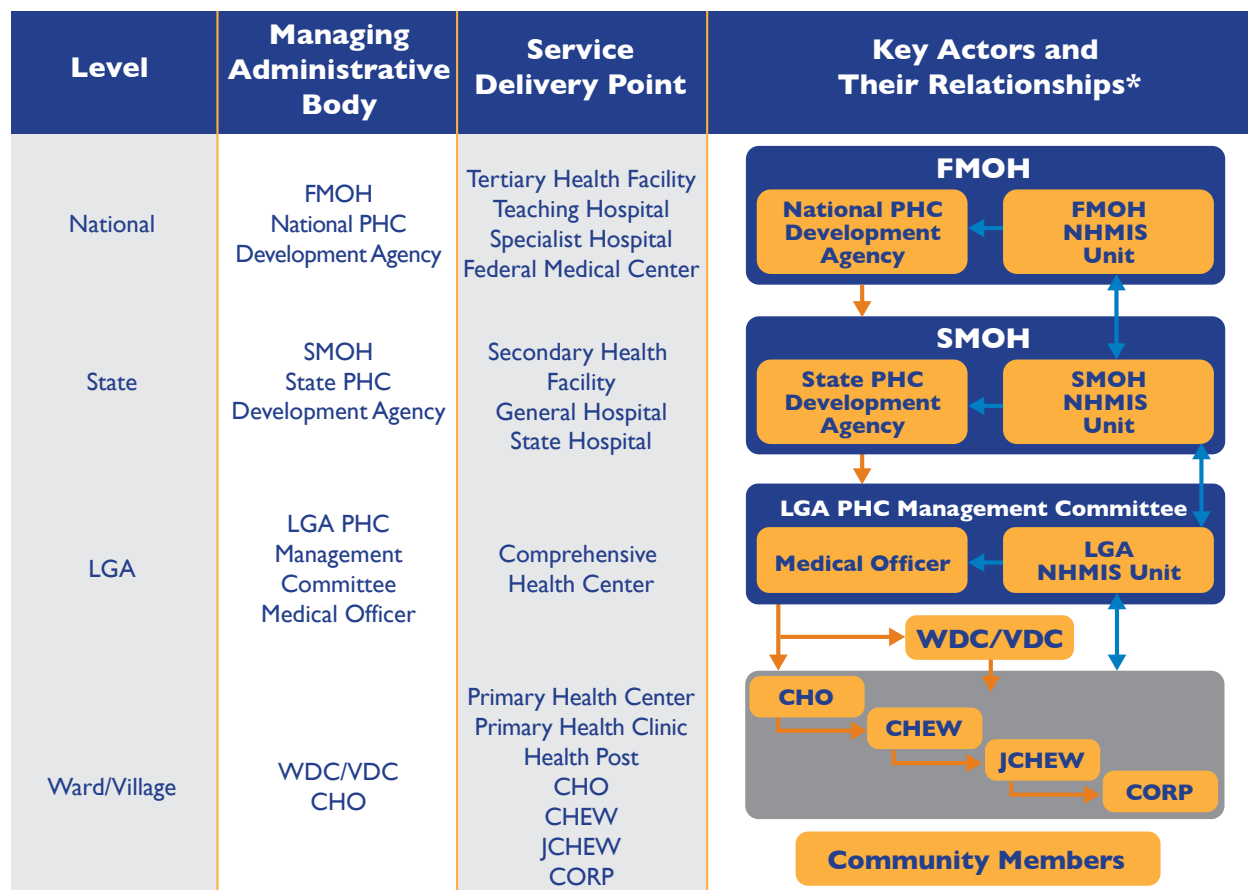 Level
Managing
Administrative
Body
Service
Delivery Point
Key Actors and
Their Relationships*
National
FMOH
National PHC
Development Agency
Tertiary Health Facility
Teaching Hospital
Specialist Hospital
Federal Medical Center
FMOH
National PHC
Development
Agency
FMOH
NHMIS
Unit
State
SMOH
State PHC
Development Agency
Secondary Health
Facility
General Hospital
State Hospital
SMOH
State PHC
Development
Agency
SMOH
NHMIS
Unit
LGA
LGA PHC
Management
Committee
Medical Officer
Comprehensive
Health Center
LGA PHC Management Committee
Medical Officer
LGA
NHMIS Unit
Ward/Village
WDC/VDC
CHO
Primary Health Center
Primary Health Clinic
Health Post
CHO
CHEW
JCHEW
CORP
WDC/VDC
CHO
CHEW
JCHEW
CORP
Community Members